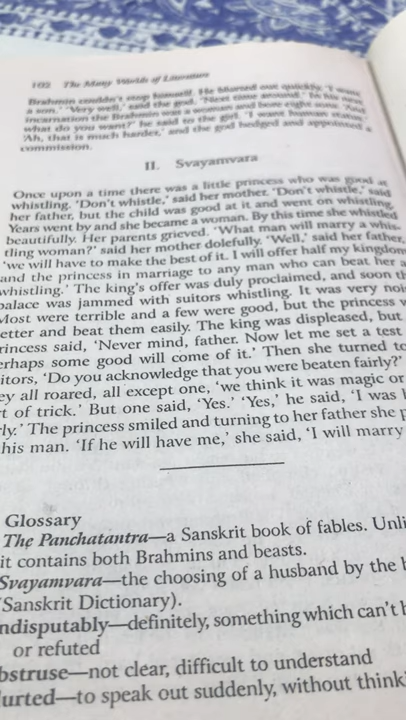 102 The Many Worlds of Literature
Brahmin couldn't stop himself. He blurted out quickly, 'I want
a son.' 'Very well,' said the god. 'Next time around.' In his next
incarnation the Brahmin was a woman and bore eight sons. 'And
what do you want?' he said to the girl. 'I want human status.'
'Ah, that is much harder,' and the god hedged and appointed a
commission.
II. Svayamvara
Once upon a time there was a little princess who was good at
whistling. 'Don't whistle,' said her mother. 'Don't whistle,' said
her father, but the child was good at it and went on whistling.
Years went by and she became a woman. By this time she whistled
beautifully. Her parents grieved. 'What man will marry a whis-
tling woman?' said her mother dolefully. 'Well,' said her father,
'we will have to make the best of it. I will offer half my kingdom
and the princess in marriage to any man who can beat her a
whistling.' The king's offer was duly proclaimed, and soon th
palace was jammed with suitors whistling. It was very noi
Most were terrible and a few were good, but the princess w
etter and beat them easily. The king was displeased, but
rincess said, 'Never mind, father. Now let me set a test
erhaps some good will come of it.' Then she turned to
itors, 'Do you acknowledge that you were beaten fairly?'
ey all roared, all except one, 'we think it was magic or
rt of trick.' But one said, 'Yes.' 'Yes,' he said, 'I was b
rly.' The princess smiled and turning to her father she p
his man. 'If he will have me,' she said, 'I will marry
Glossary
The Panchatantra—a Sanskrit book of fables. Unli
it contains both Brahmins and beasts.
Svayamvara—the choosing of a husband by the b
(Sanskrit Dictionary).
ndisputably—definitely, something which can't b
or refuted
bstruse—not clear, difficult to understand
lurted—to speak out suddenly, without think